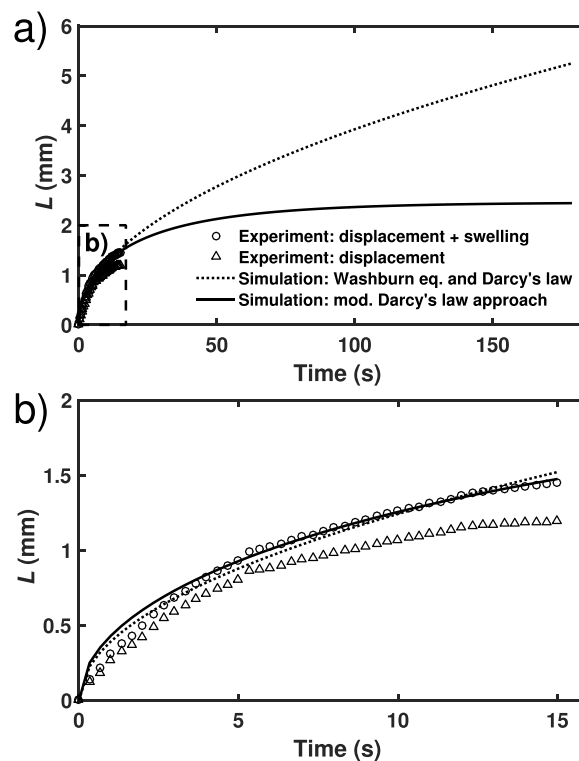 a)
6
5
4
3
2
1
0
L (mm)
b)
Experiment: displacement + swelling
Experiment: displacement
Simulation: Washburn eq. and Darcy's law
Simulation: mod. Darcy's law approach
0 50 100 150
Time (s)
b)
2
1.5
1
0.5
0
L (mm)
0 5 10 15
Time (s)